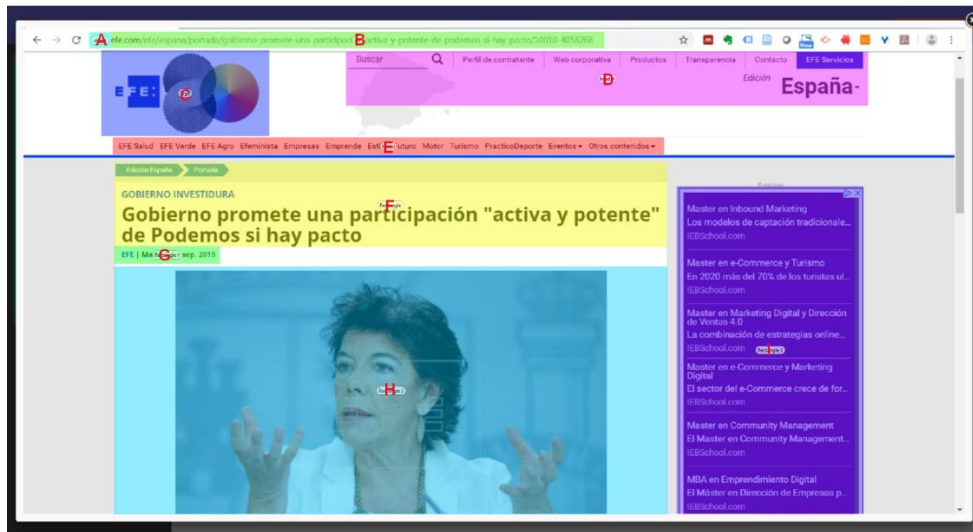 A efe.com/efe/espana/portada/gobierno-promete-una-participaci B activa-y-potente-de-podemos-si-hay-pacto/10010-4058268
Buscar Perfil de contratante Web corporativa Productos Transparencia Contacto EFE Servicios
D
Edición
España
EFE: C
EFE Salud EFE Verde EFE Agro Efeminista Empresas Emprende E Motor Turismo PracticoDeporte Eventos Otros contenidos
Edición España Portada
GOBIERNO INVESTIDURA
F
Gobierno promete una participación "activa y potente"
de Podemos si hay pacto
EFE | Ma G sep. 2019
H
Publicidad
Master en Inbound Marketing
Los modelos de captación tradicionale...
IEBSchool.com
Master en e-Commerce y Turismo
En 2020 más del 70% de los turistas ul...
IEBSchool.com
Master en Marketing Digital y Dirección
de Ventas 4.0
La combinación de estrategias online...
IEBSchool.com I
Master en e-Commerce y Marketing
Digital
El sector del e-Commerce crece de for...
IEBSchool.com
Master en Community Management
El Master en Community Management...
IEBSchool.com
MBA en Emprendimiento Digital
El Máster en Dirección de Empresas p...
IEBSchool.com